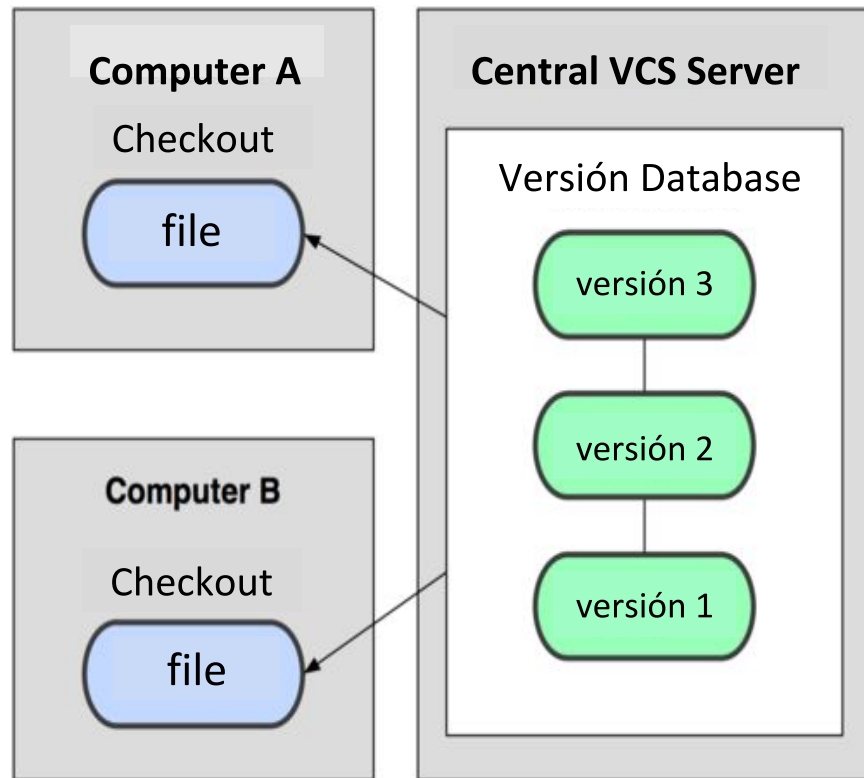 Computer A
Checkout
file
Central VCS Server
Versión Database
versión 3
versión 2
versión 1
Computer B
Checkout
file